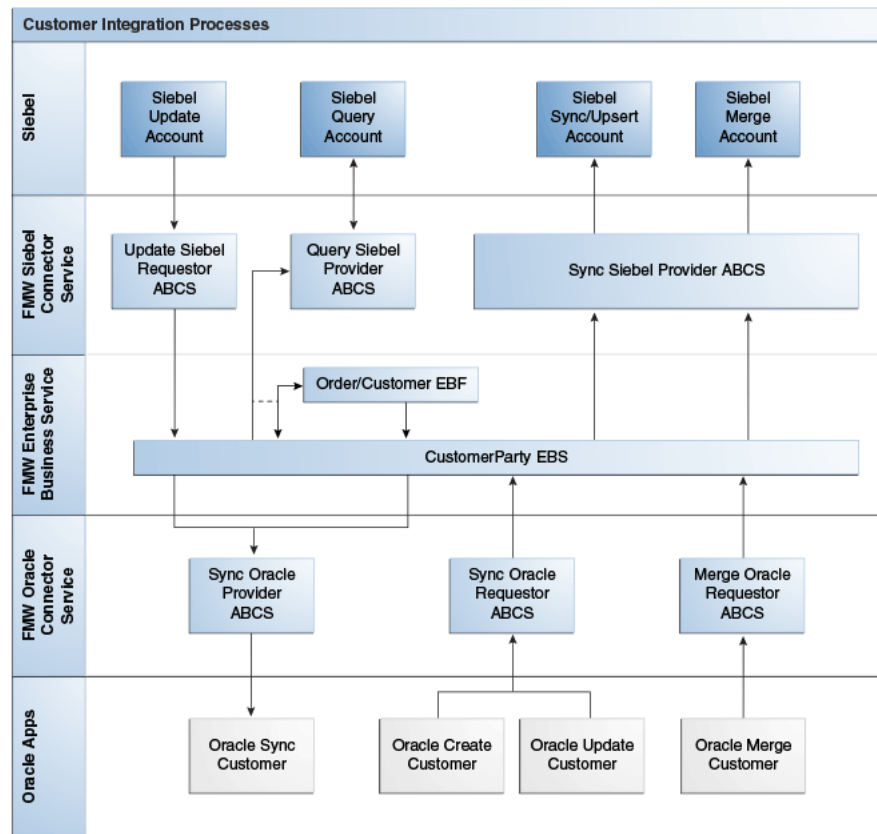 Customer Integration Processes
Siebel
Siebel
Update
Account
Siebel
Query
Account
Siebel
Sync/Upsert
Account
Siebel
Merge
Account
FMW Siebel
Connector
Service
Update Siebel
Requestor
ABCS
Query Siebel
Provider
ABCS
Sync Siebel Provider ABCS
FMW Enterprise
Business Service
Order/Customer EBF
CustomerParty EBS
FMW Oracle
Connector
Service
Sync Oracle
Provider
ABCS
Sync Oracle
Requestor
ABCS
Merge Oracle
Requestor
ABCS
Oracle Apps
Oracle Sync
Customer
Oracle Create
Customer
Oracle Update
Customer
Oracle Merge
Customer